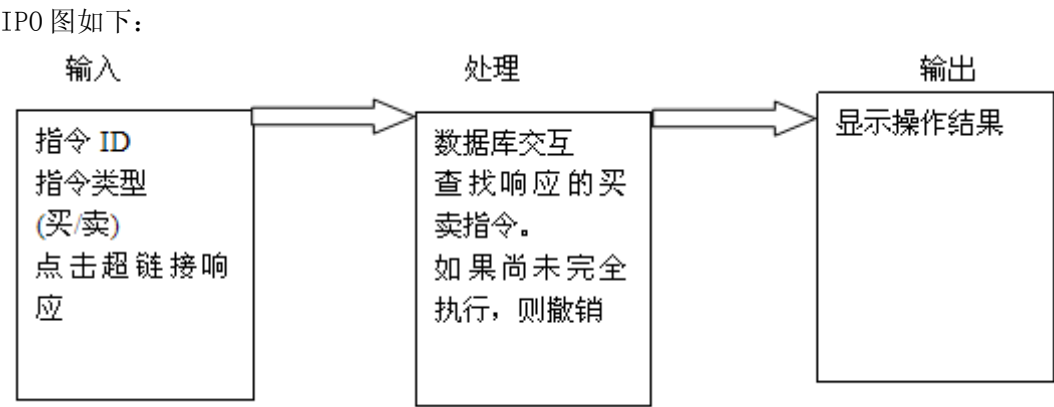 IPO 图如下：
输入
处理
输出
指令 ID
指令类型
(买/卖)
点击超链接响
应
数据库交互
查找响应的买
卖指令。
如果尚未完全
执行，则撤销
显示操作结果